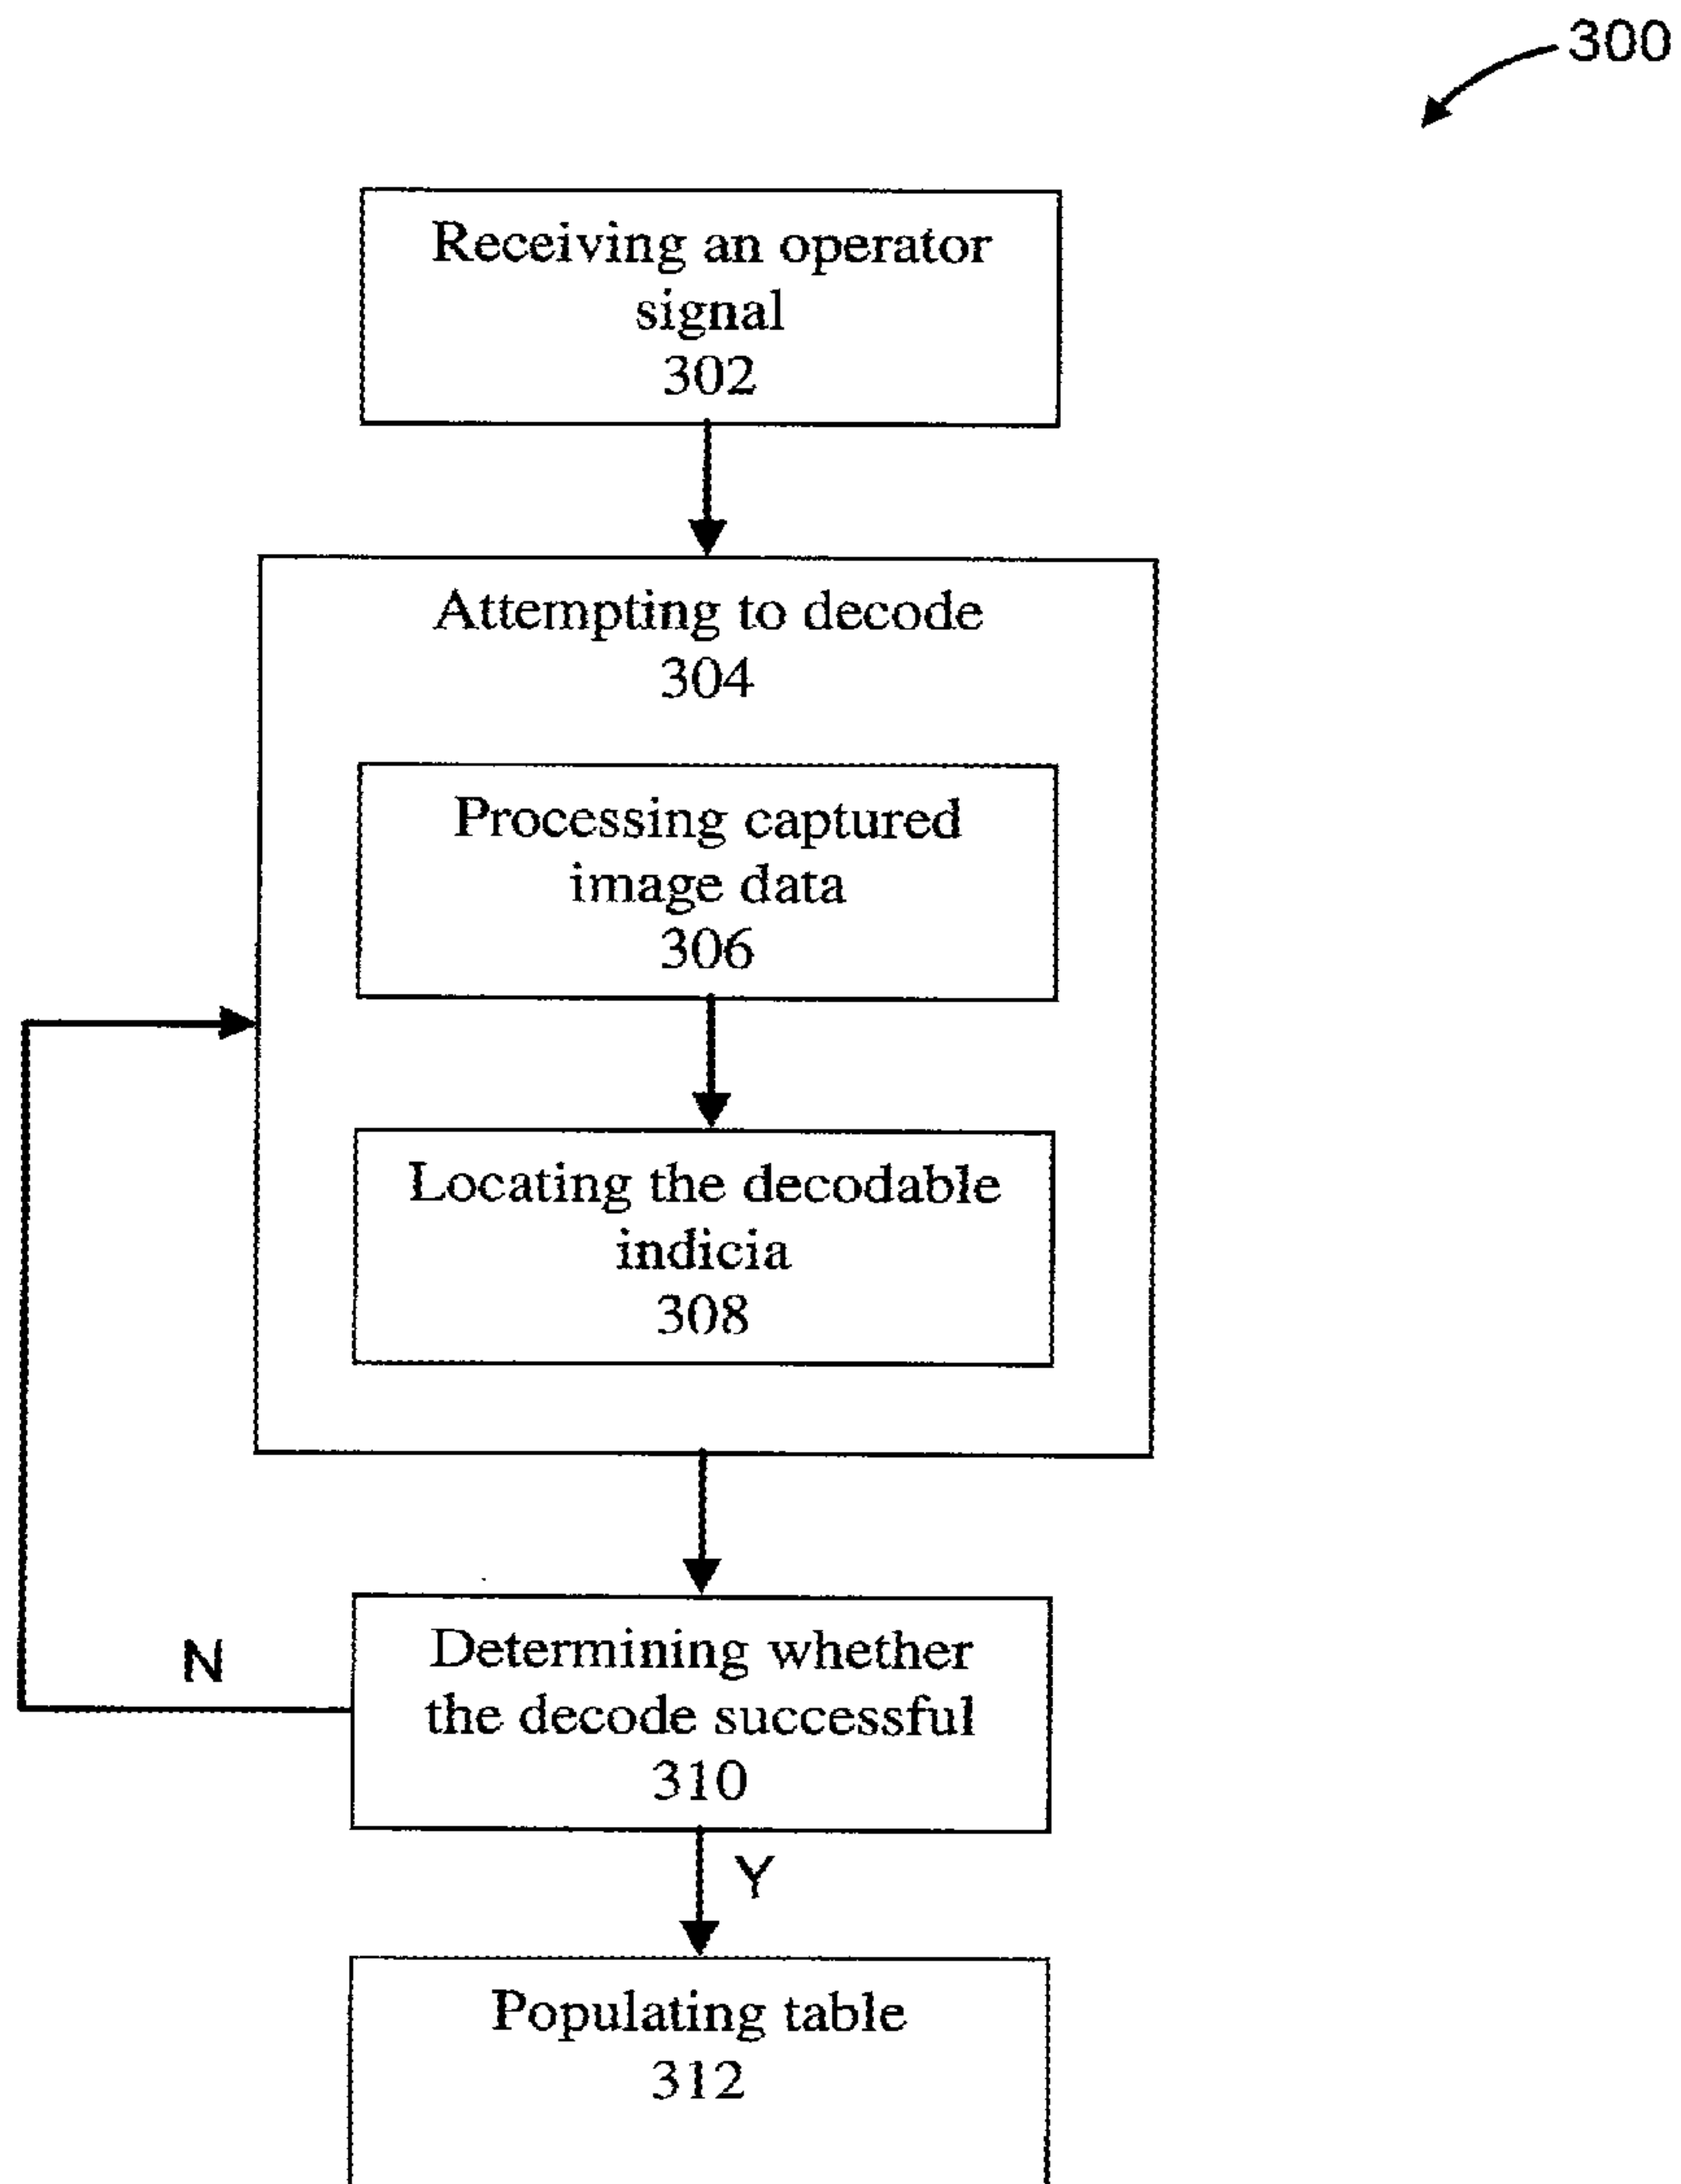 300
Receiving an operator
signal
302
Attempting to decode
304
Processing captured
image data
306
Locating the decodable
indicia
308
Determining whether
the decode successful
310
N
Y
Populating table
312